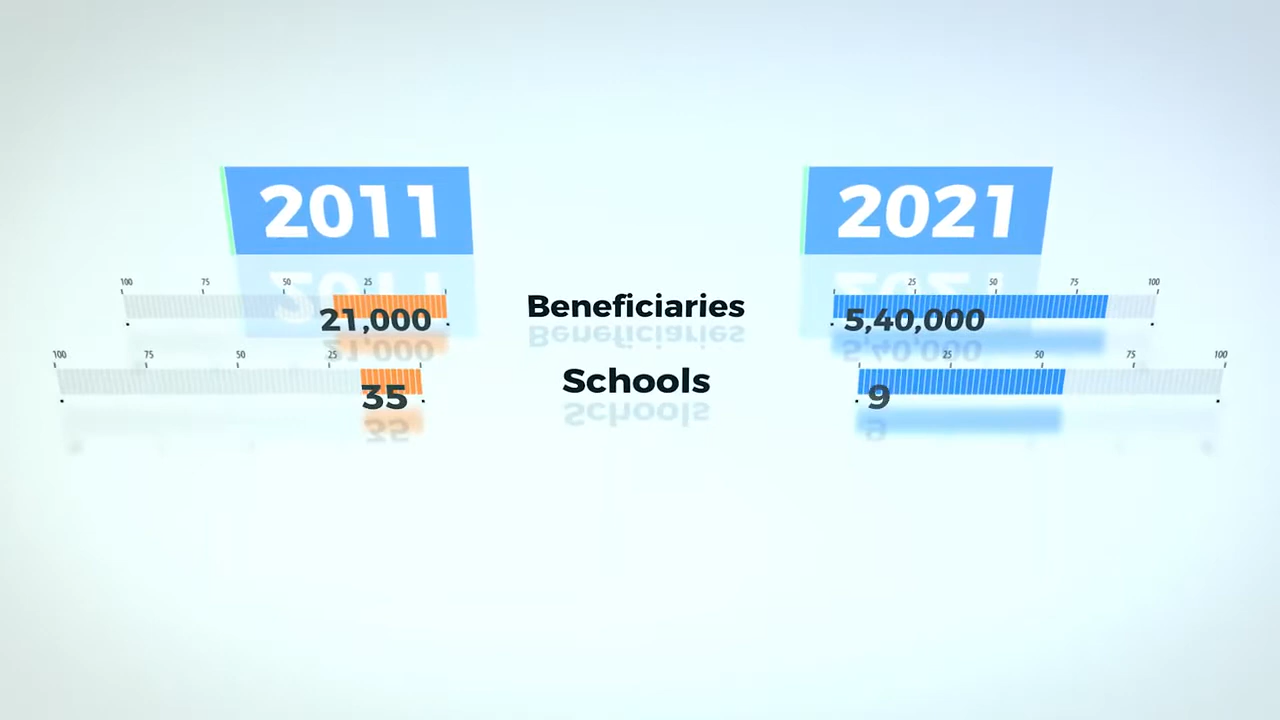 2011 2021
100 75 50 25 25 50 75 100
21,000 Beneficiaries 5,40,000
100 75 50 25 25 50 75 100
35 Schools 9